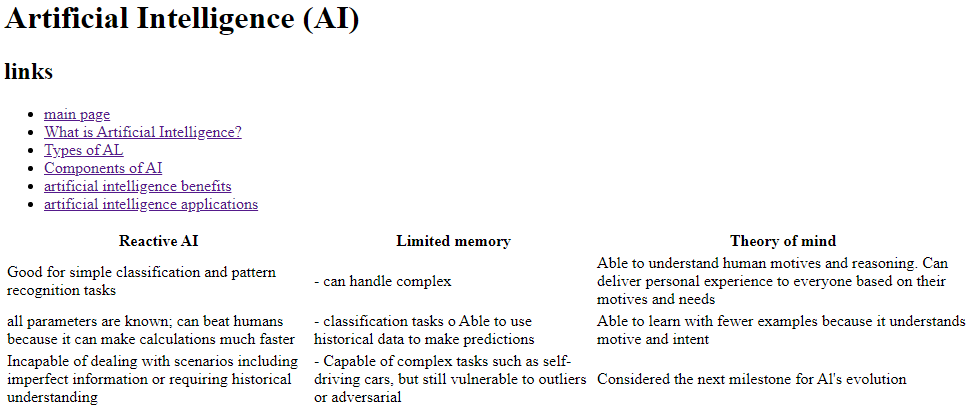 Artificial Intelligence (AI)
links
main page
What is Artificial Intelligence?
Types of AL
Components of AI
artificial intelligence benefits
artificial intelligence applications
Reactive AI
Limited memory
Theory of mind
Good for simple classification and pattern
recognition tasks
- can handle complex
Able to understand human motives and reasoning. Can
deliver personal experience to everyone based on their
motives and needs
all parameters are known; can beat humans
because it can make calculations much faster
- classification tasks o Able to use
historical data to make predictions
Able to learn with fewer examples because it understands
motive and intent
Incapable of dealing with scenarios including
imperfect information or requiring historical
understanding
- Capable of complex tasks such as self-
driving cars, but still vulnerable to outliers
or adversarial
Considered the next milestone for Al's evolution